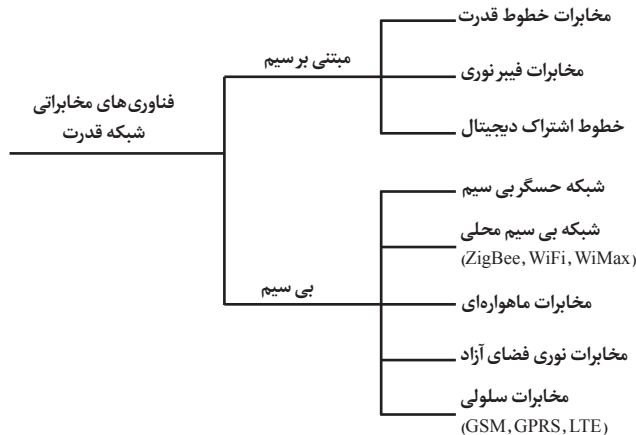 فناوری‌های مخابراتی
شبکه قدرت
مبتنی بر سیم
مخابرات خطوط قدرت
مخابرات فیبر نوری
خطوط اشتراک دیجیتال
بی سیم
شبکه حسگر بی سیم
شبکه بی سیم محلی
(ZigBee, WiFi, WiMax)
مخابرات ماهواره‌ای
مخابرات نوری فضای آزاد
مخابرات سلولی
(GSM, GPRS, LTE)